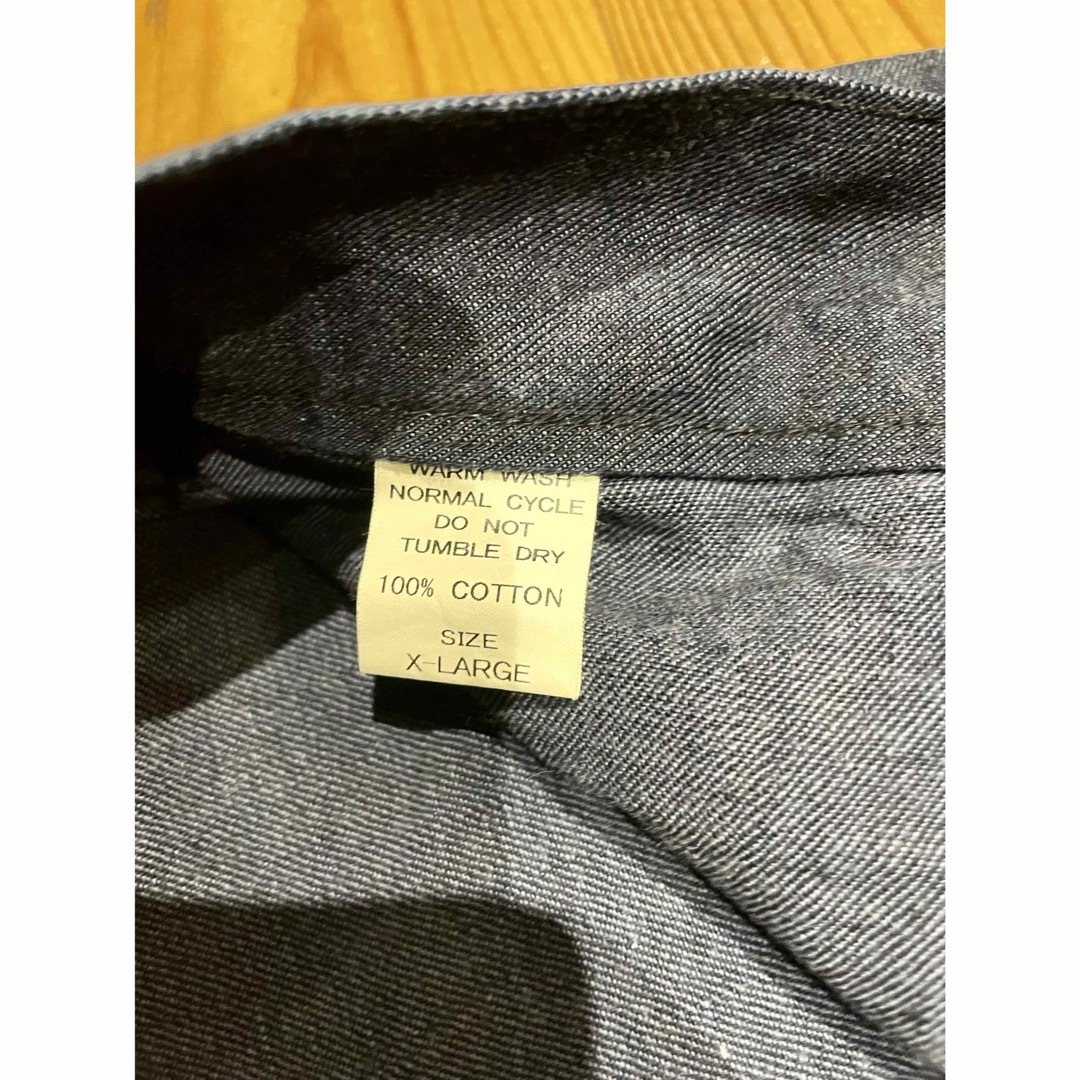 WARM WASH
NORMAL CYCLE
DO NOT
TUMBLE DRY
100% COTTON
SIZE
X-LARGE